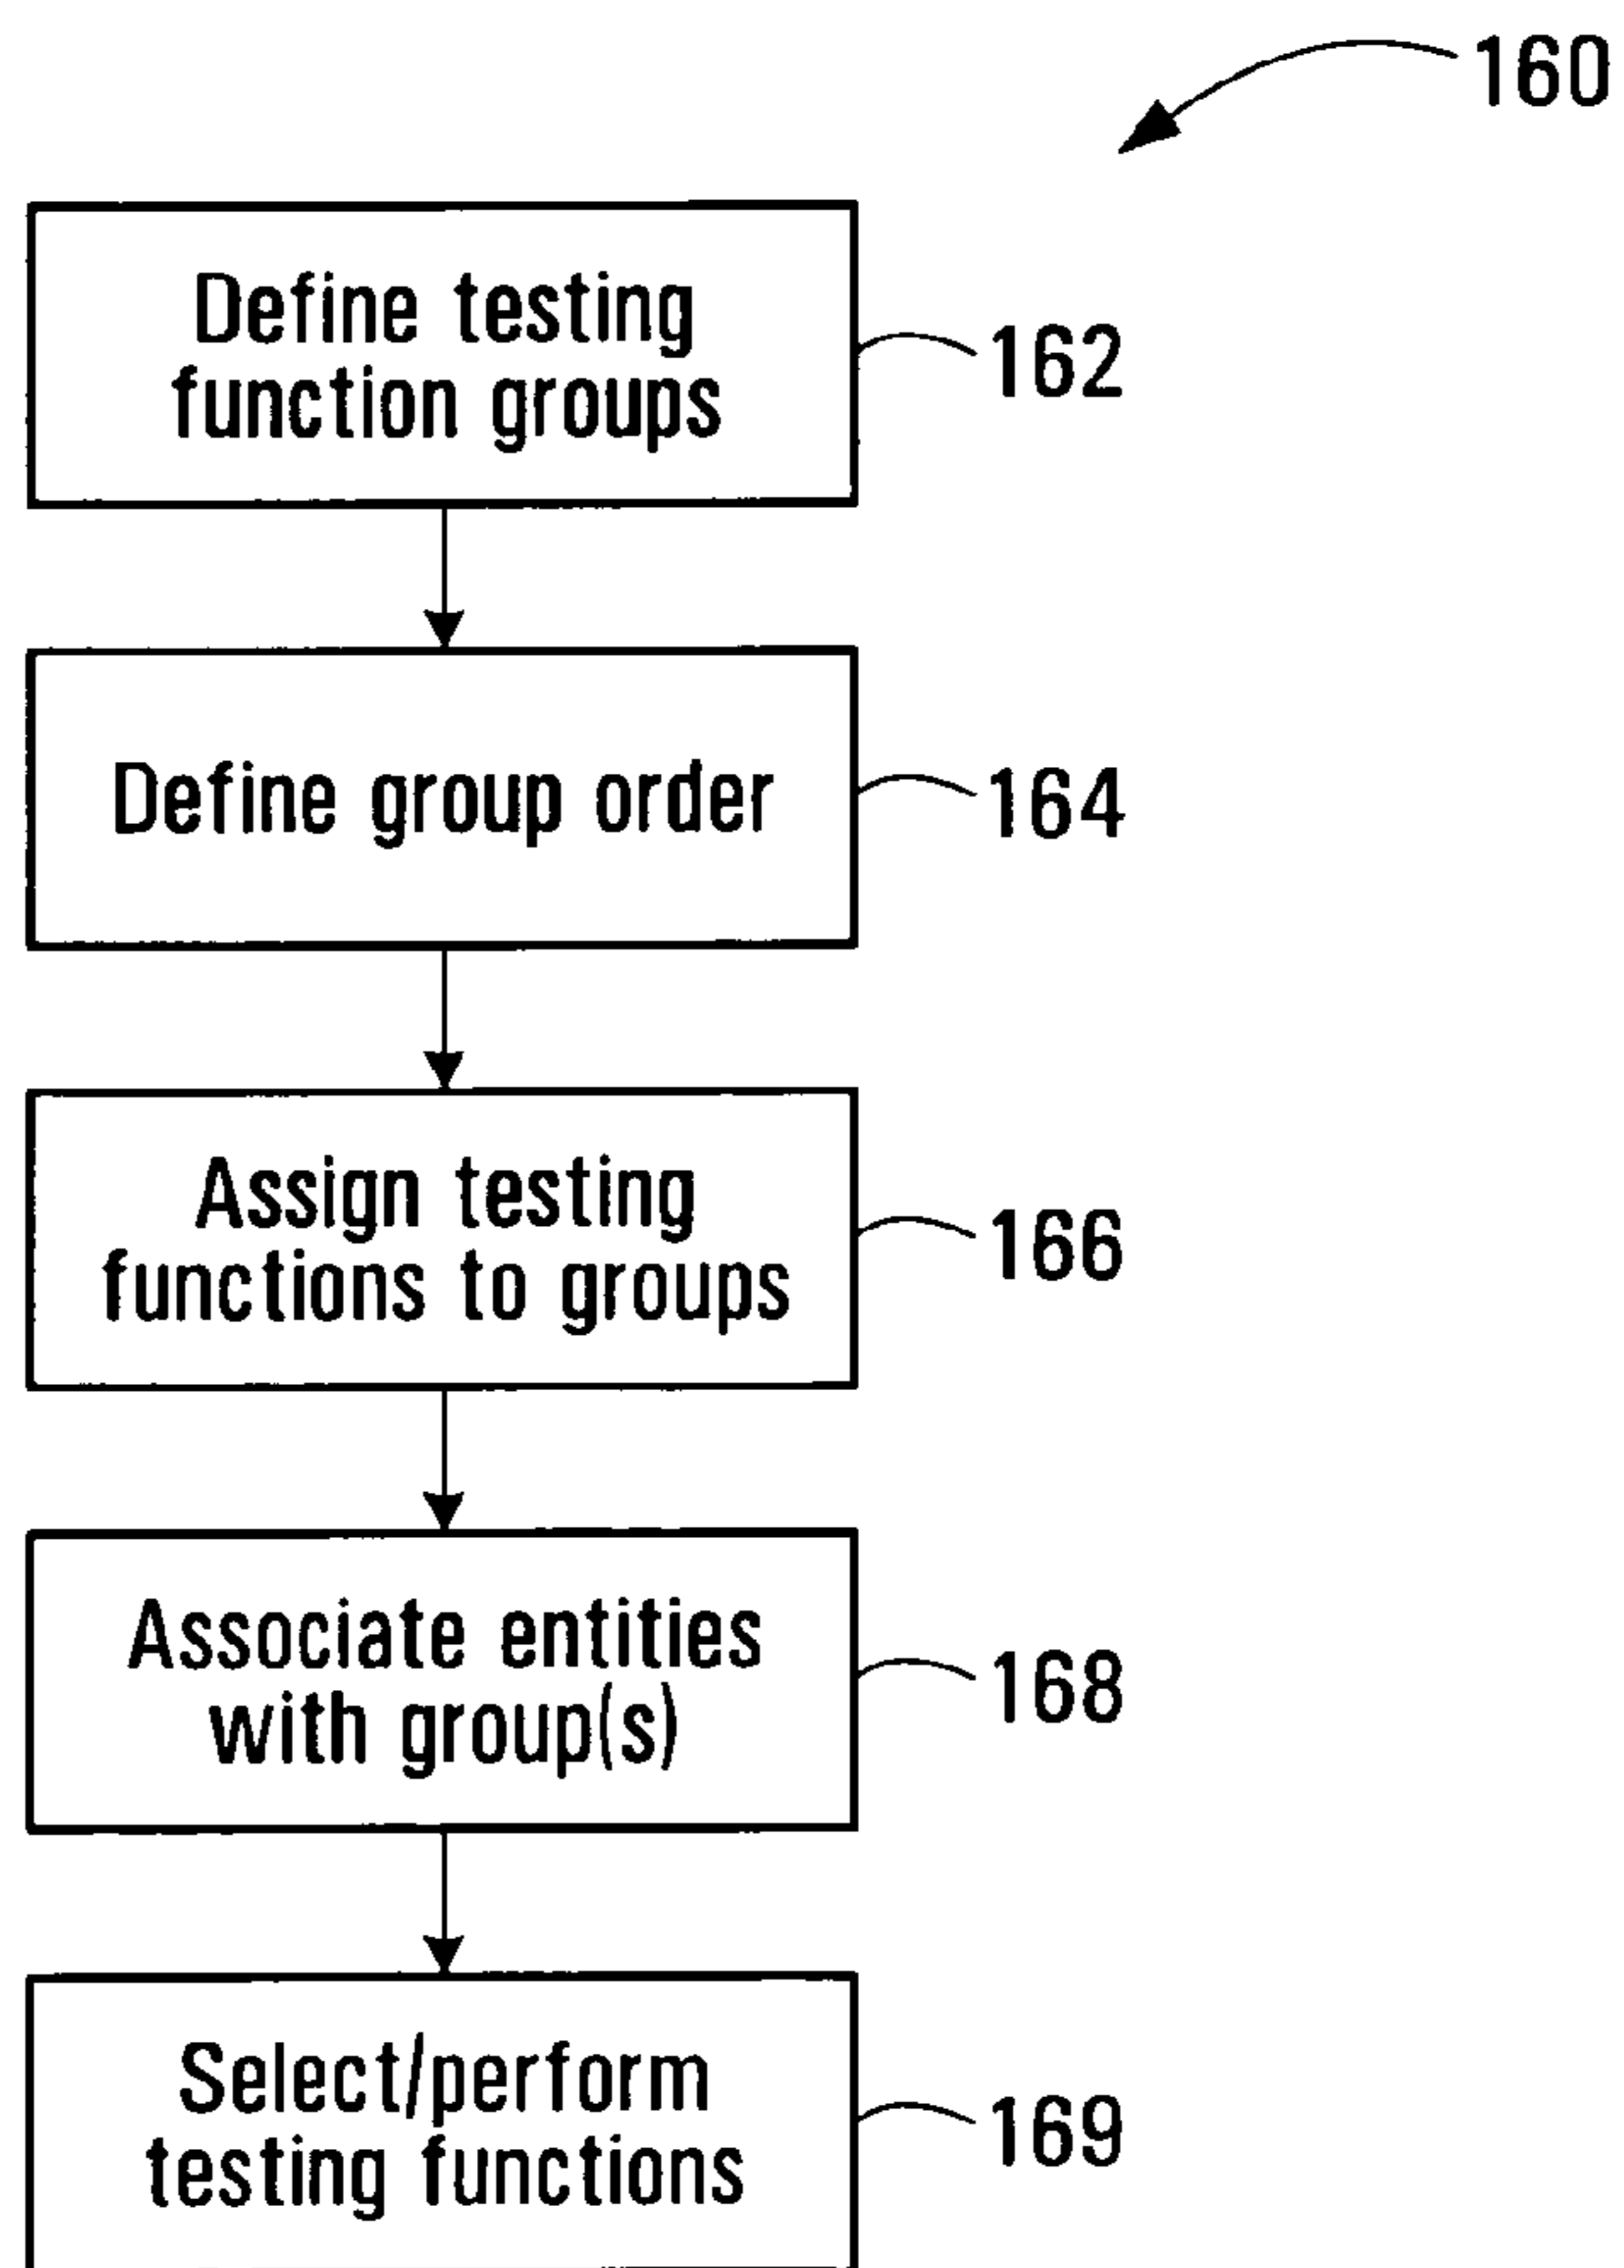 160
Define testing
function groups
162
Define group order
164
Assign testing
functions to groups
166
Associate entities
with group(s)
168
Select/perform
testing functions
169